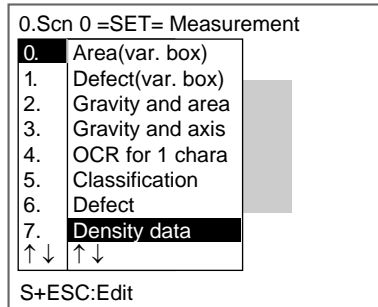 0.Scn 0 =SET= Measurement
0. Area(var. box)
1. Defect(var. box)
2. Gravity and area
3. Gravity and axis
4. OCR for 1 chara
5. Classification
6. Defect
7. Density data
↑↓ ↑↓
S+ESC:Edit